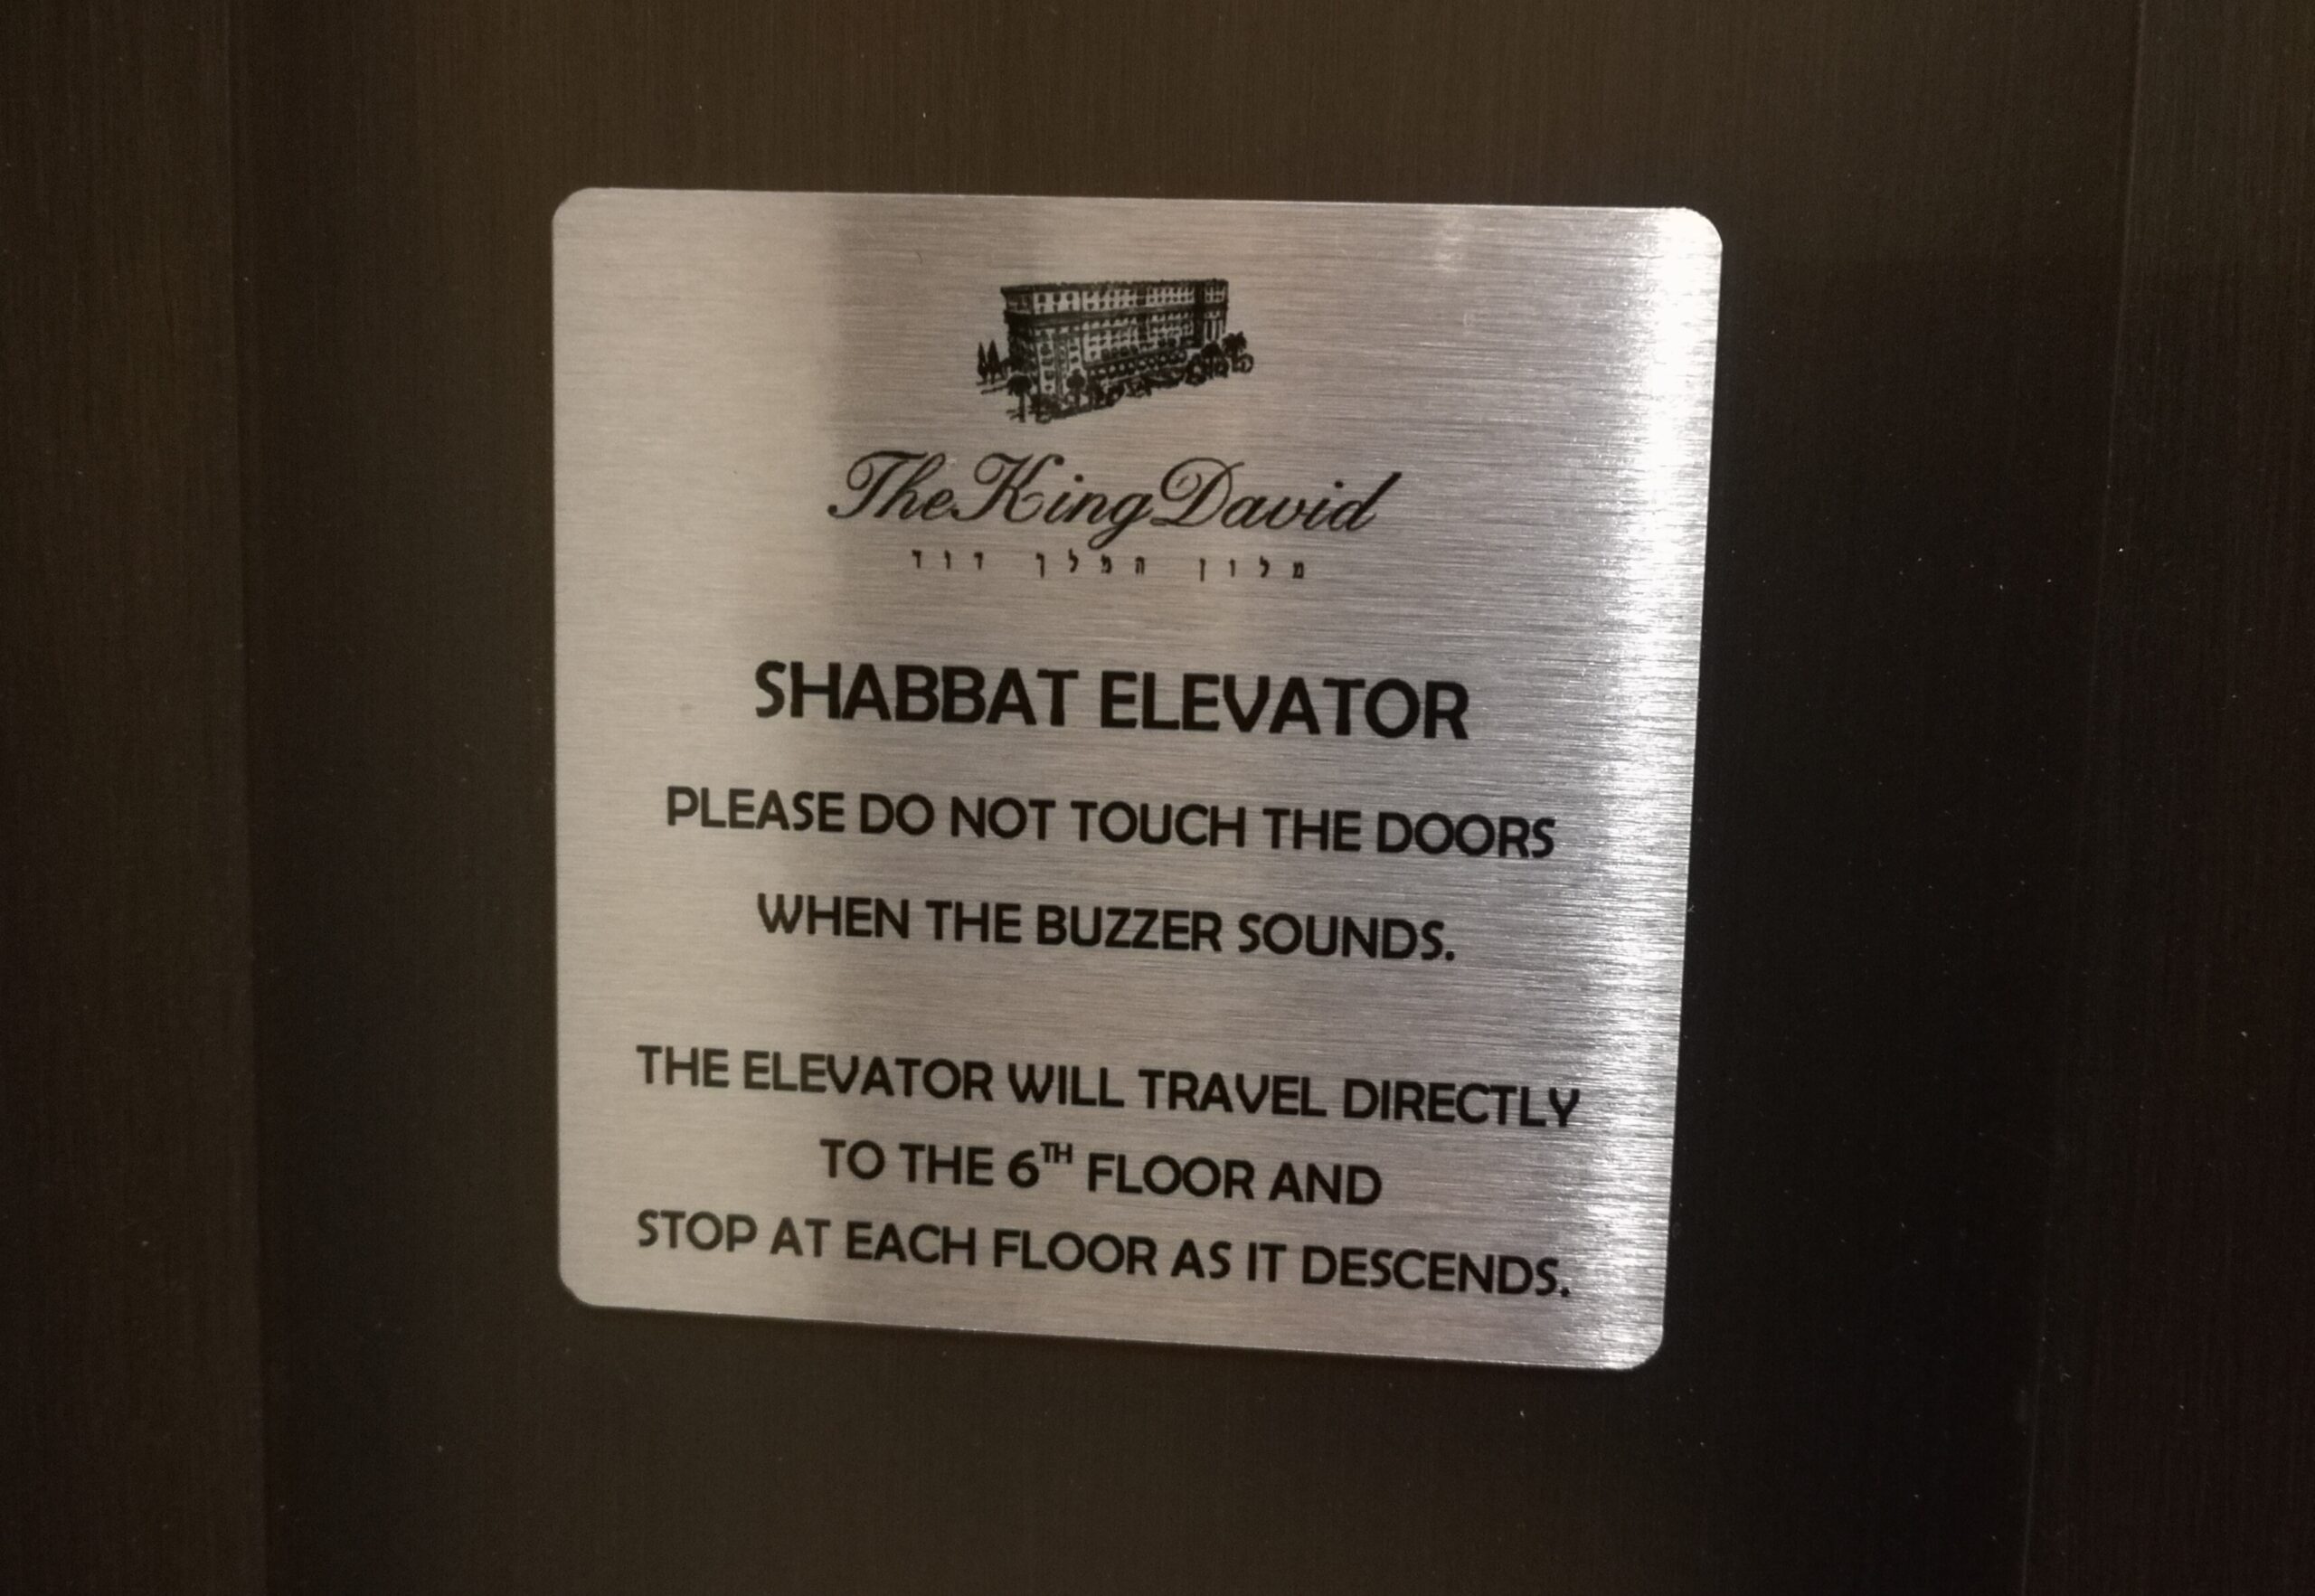 The King David
מלון המלך דוד
SHABBAT ELEVATOR
PLEASE DO NOT TOUCH THE DOORS
WHEN THE BUZZER SOUNDS.
THE ELEVATOR WILL TRAVEL DIRECTLY
TO THE 6TH FLOOR AND
STOP AT EACH FLOOR AS IT DESCENDS.